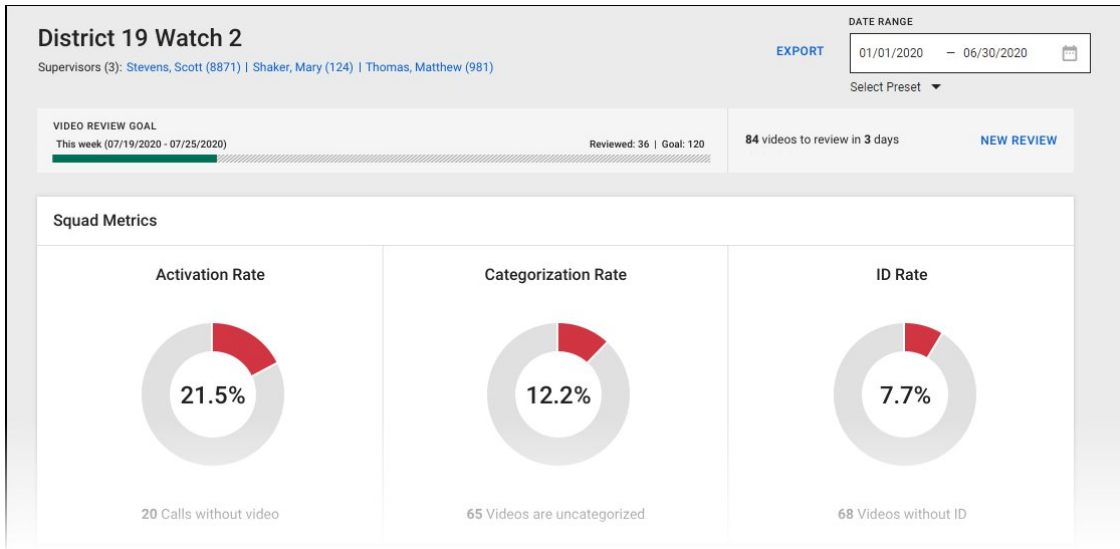 District 19 Watch 2
Supervisors (3): Stevens, Scott (8871) | Shaker, Mary (124) | Thomas, Matthew (981)
EXPORT
DATE RANGE
01/01/2020 – 06/30/2020
Select Preset
VIDEO REVIEW GOAL
This week (07/19/2020 - 07/25/2020)
Reviewed: 36 | Goal: 120
84 videos to review in 3 days
NEW REVIEW
Squad Metrics
Activation Rate
21.5%
20 Calls without video
Categorization Rate
12.2%
65 Videos are uncategorized
ID Rate
7.7%
68 Videos without ID